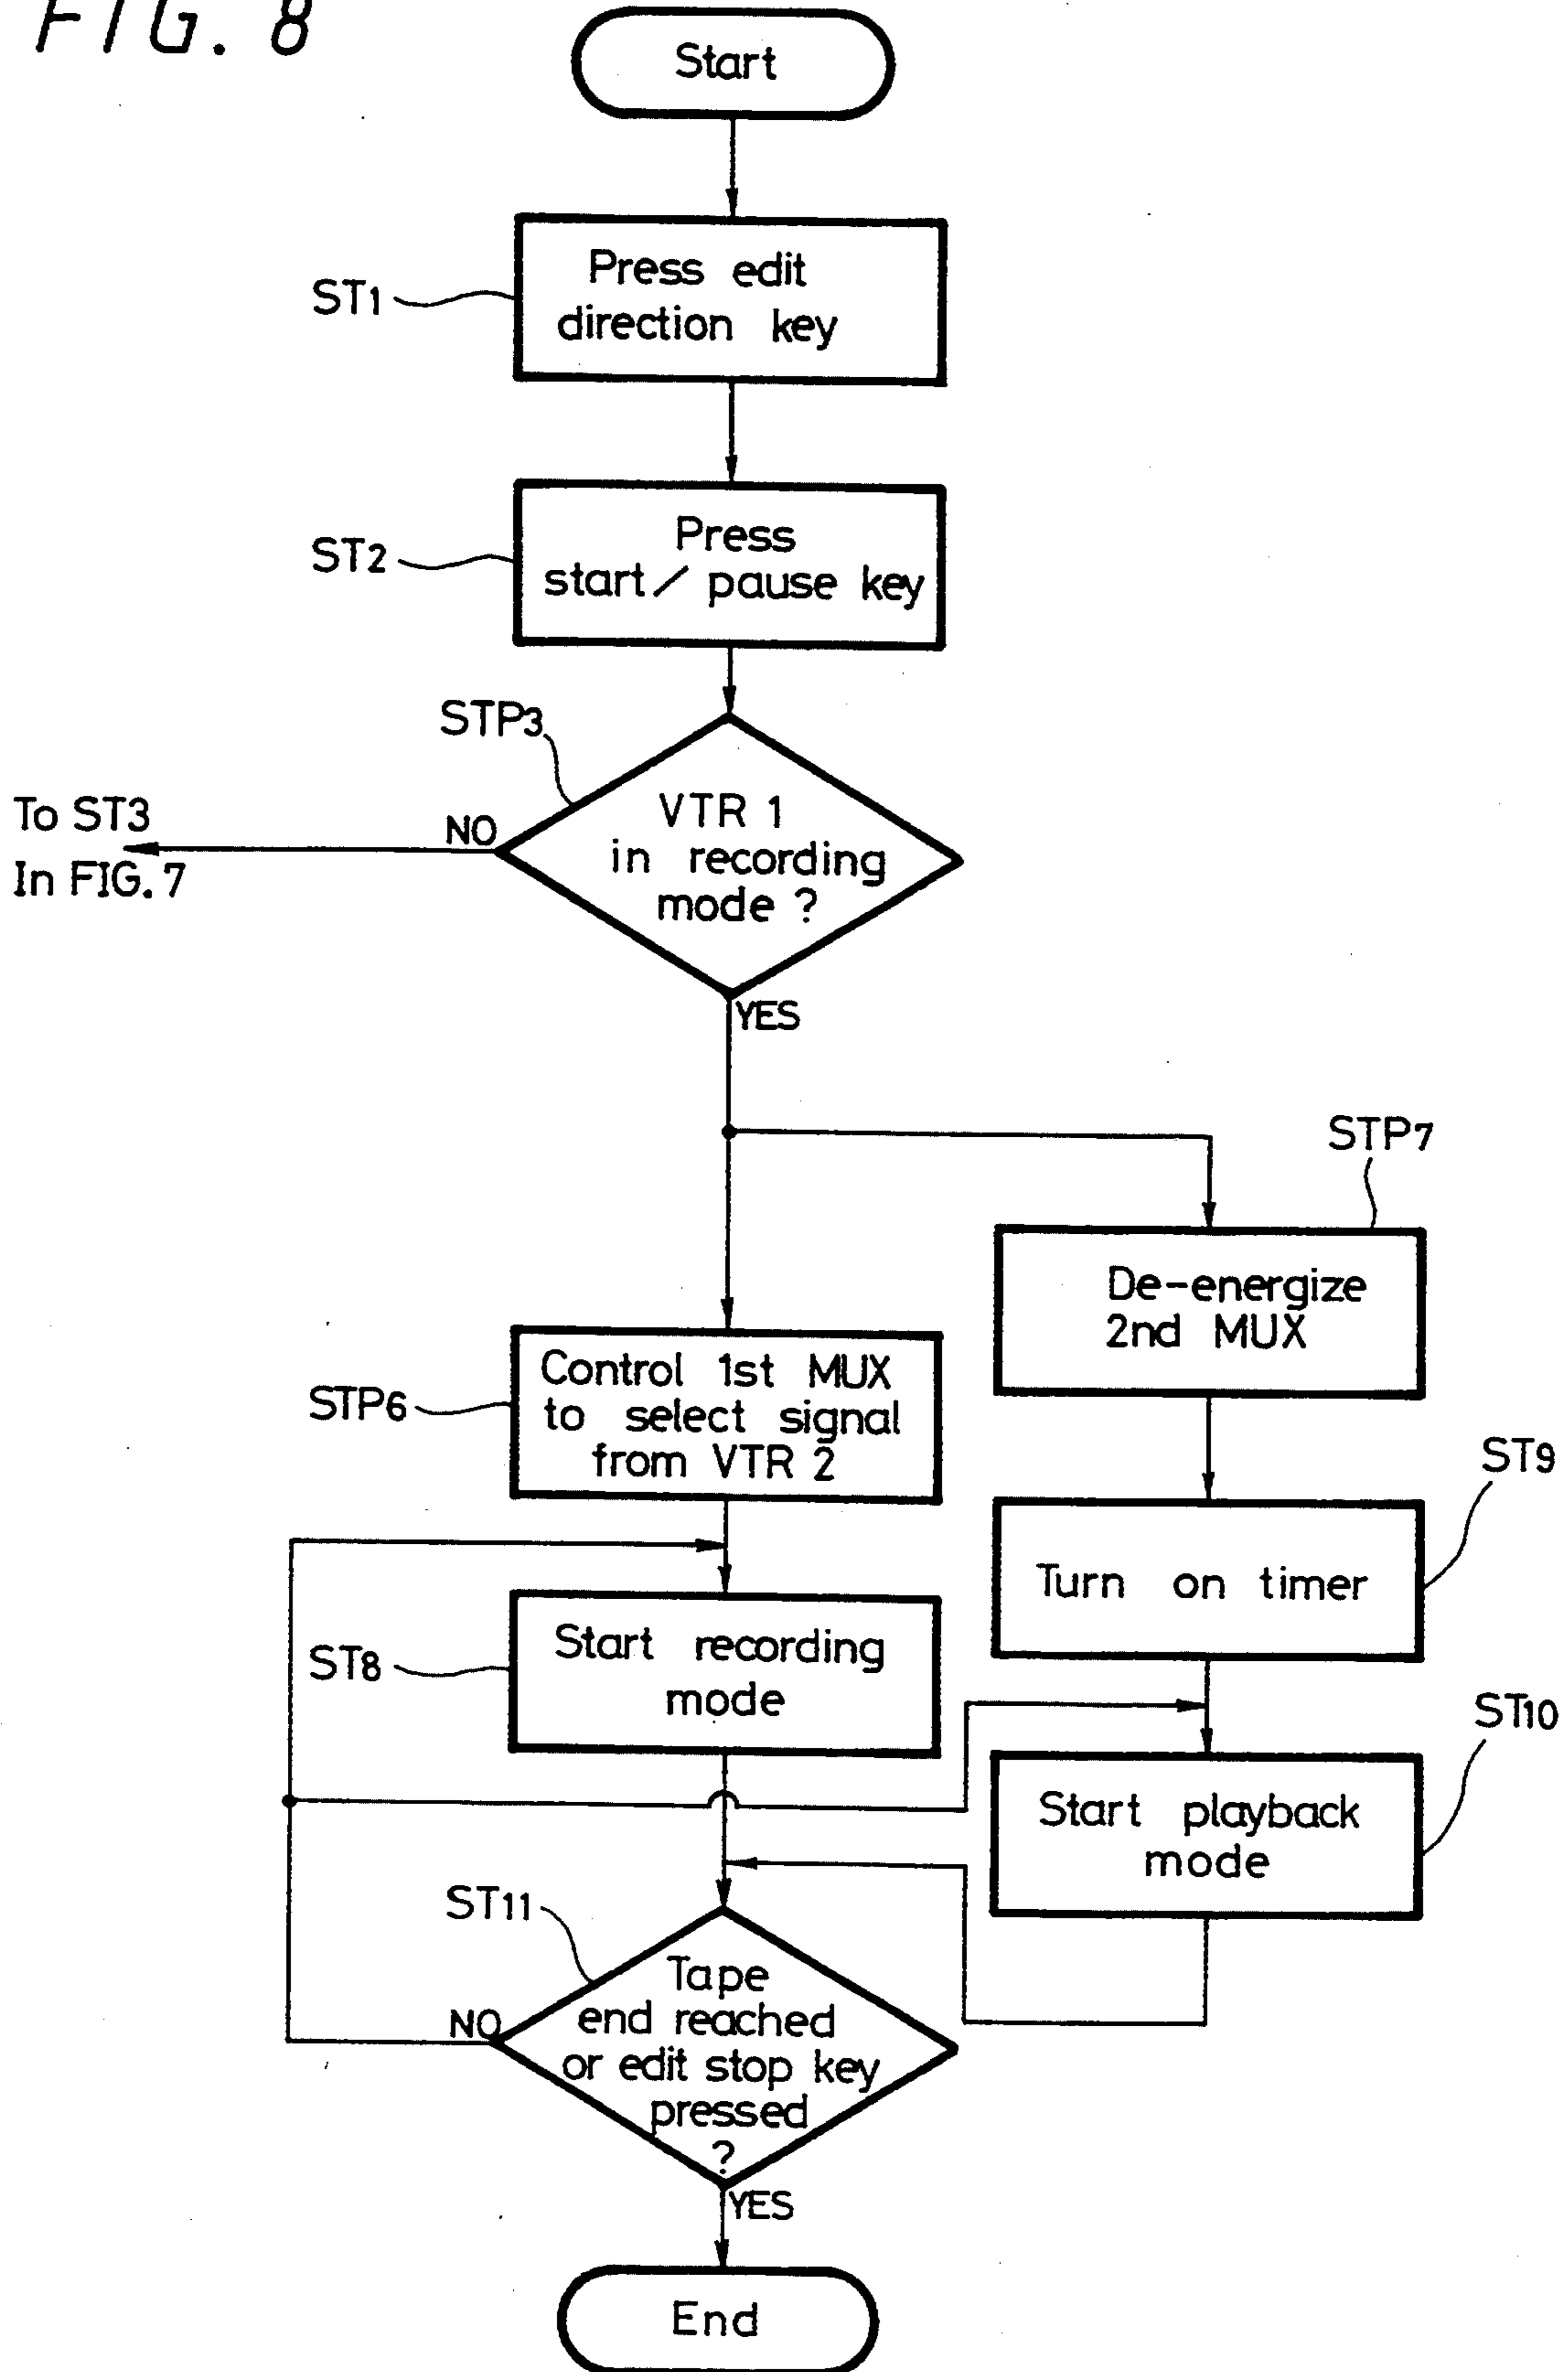 FIG. 8
Start
ST1
Press edit
direction key
ST2
Press
start / pause key
STP3
VTR 1
in recording
mode ?
NO
To ST3
In FIG. 7
YES
STP7
De-energize
2nd MUX
STP6
Control 1st MUX
to select signal
from VTR 2
ST9
Turn on timer
ST8
Start recording
mode
ST10
Start playback
mode
ST11
Tape
end reached
or edit stop key
pressed
?
NO
YES
End